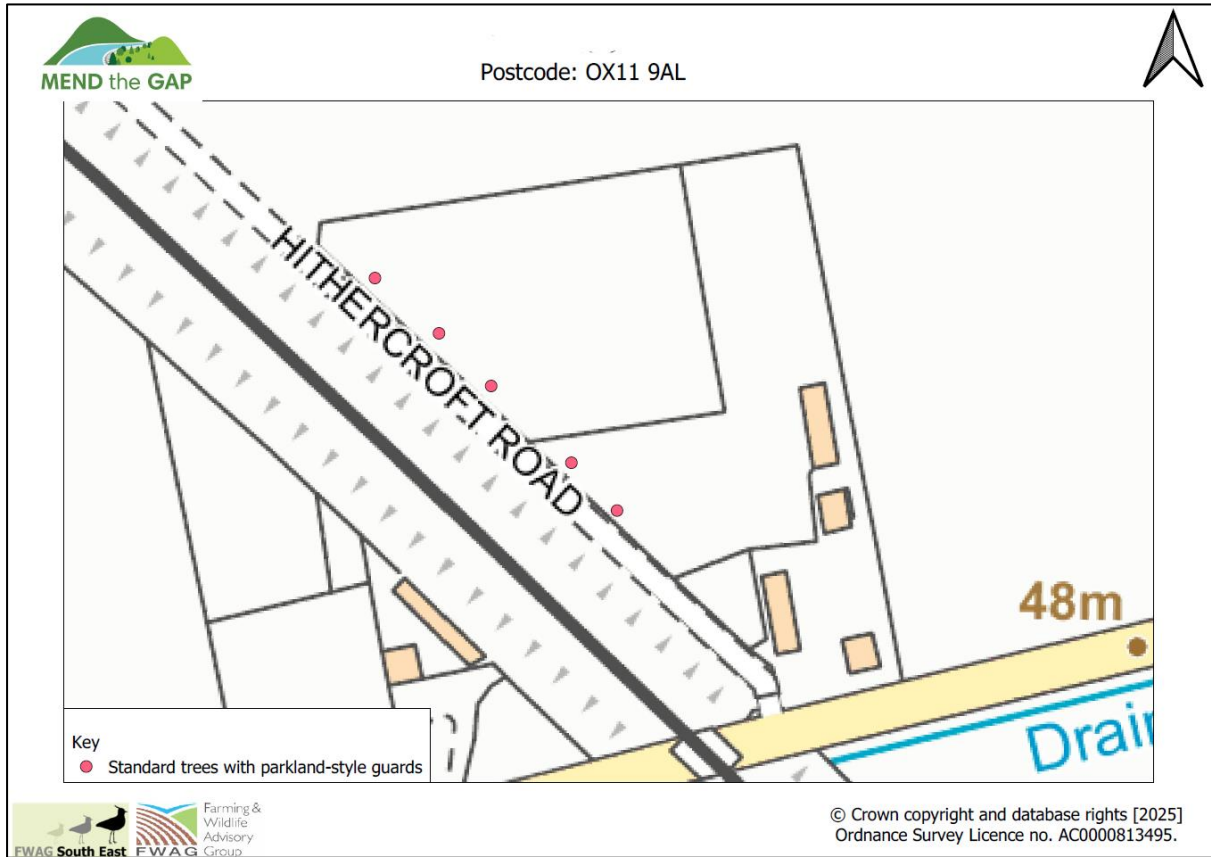 MEND the GAP
Postcode: OX11 9AL
HITHERCROFT ROAD
48m
Drain
Key
Standard trees with parkland-style guards
FWAG South East
FWAG
Farming &
Wildlife
Advisory
Group
© Crown copyright and database rights [2025]
Ordnance Survey Licence no. AC0000813495.